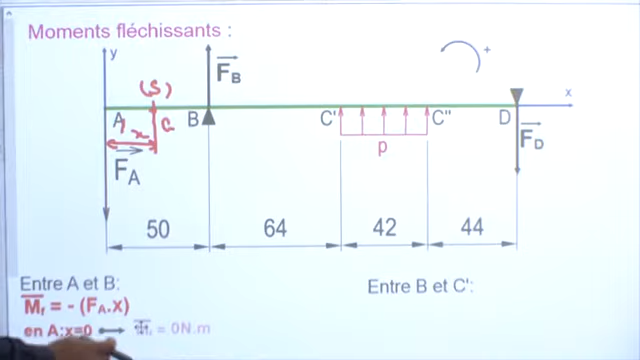 Moments fléchissants :
y
F_B
+
(S)
x
A x G B C' C" D
p
F_A
F_D
50 64 42 44
Entre A et B:
Entre B et C':
M_f = - (F_A.x)
en A:x=0 = 0N.m